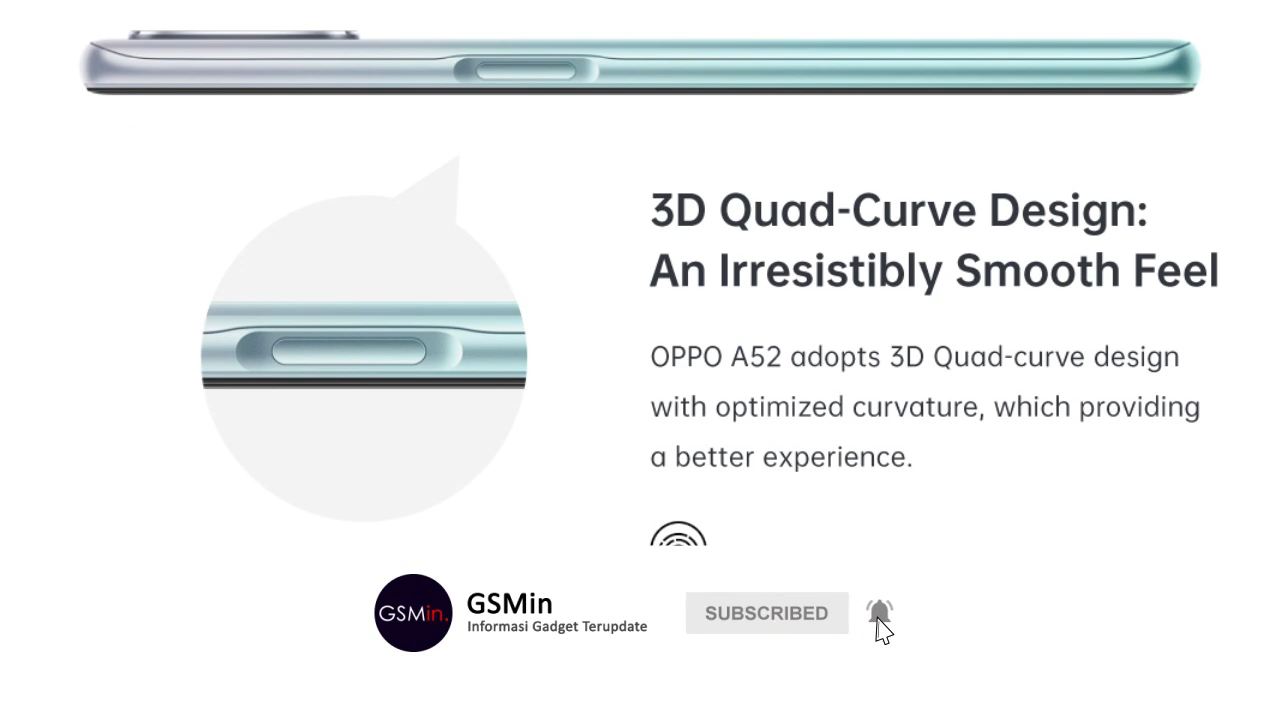 3D Quad-Curve Design:
An Irresistibly Smooth Feel
OPPO A52 adopts 3D Quad-curve design
with optimized curvature, which providing
a better experience.
GSMin.
GSMin
Informasi Gadget Terupdate
SUBSCRIBED